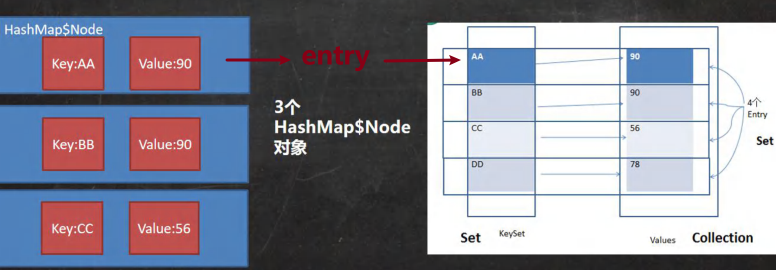 HashMap$Node
Key:AA Value:90
Key:BB Value:90
Key:CC Value:56
entry
3个
HashMap$Node
对象
AA 90
BB 90
CC 56
DD 78
4个
Entry
Set
Set KeySet Values Collection